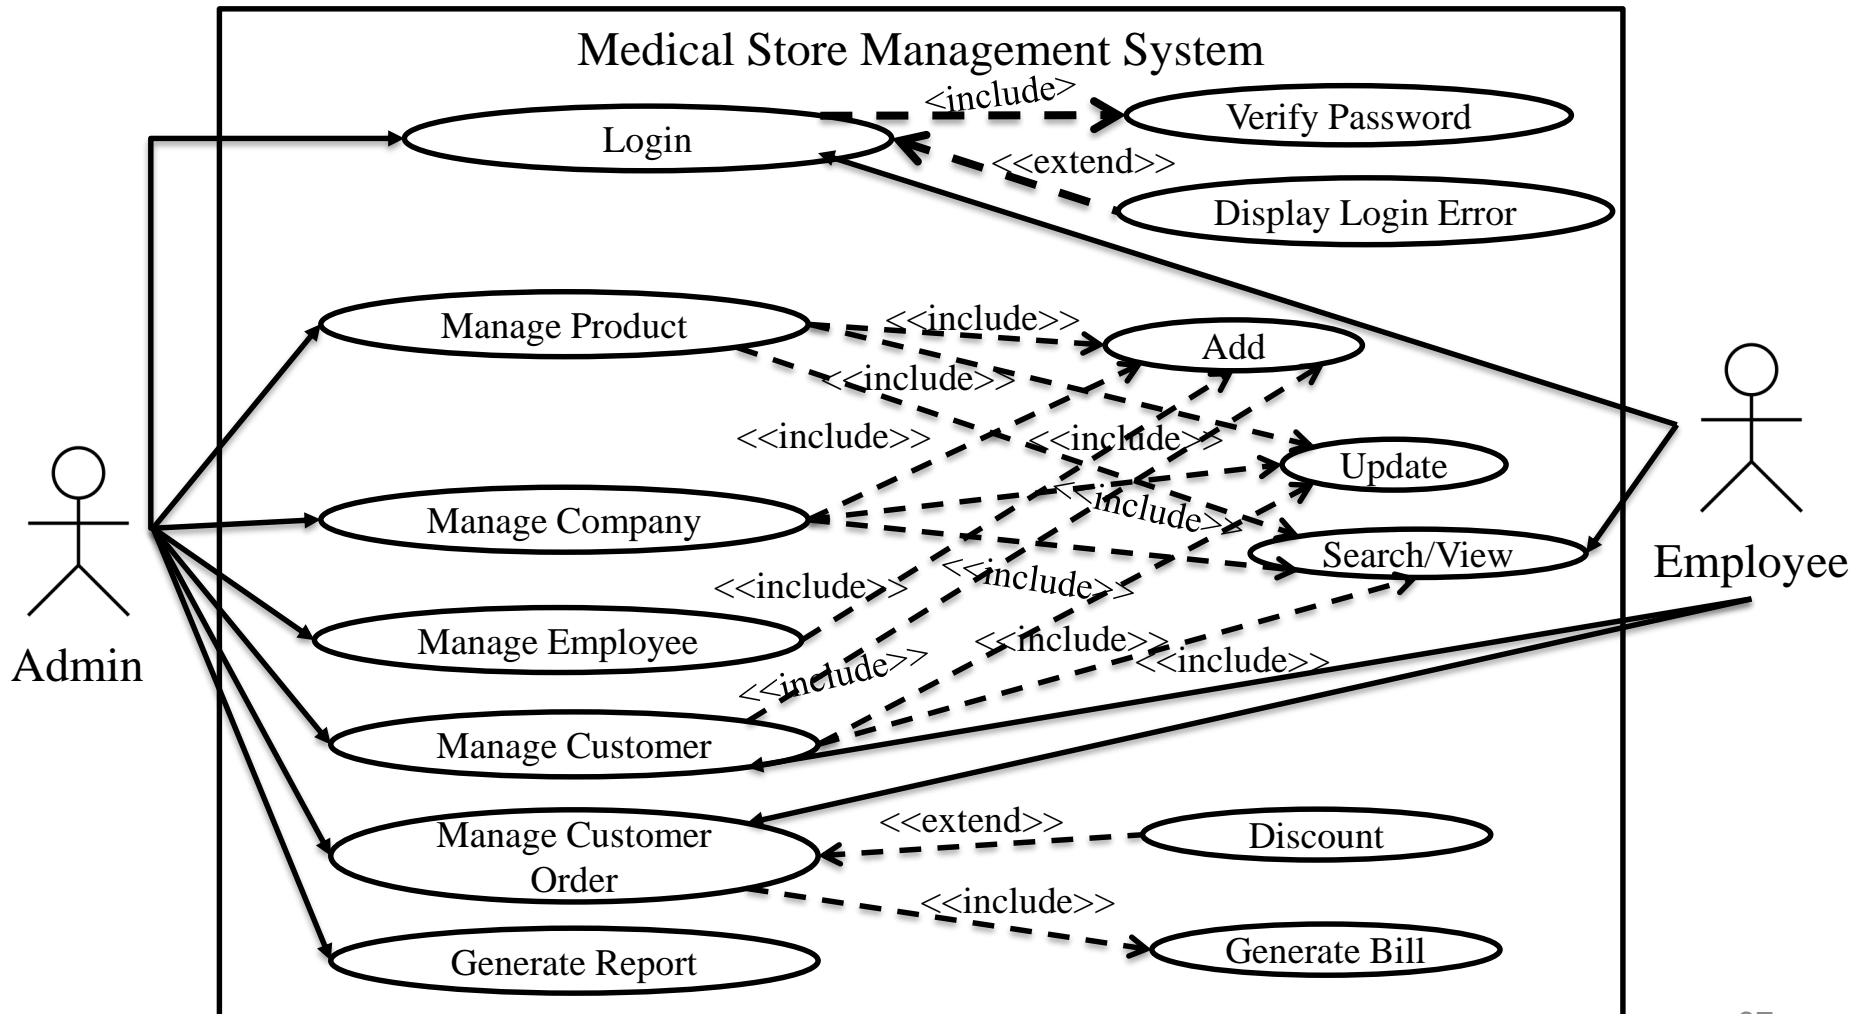 Medical Store Management System
<include>
Verify Password
Login
<<extend>>
Display Login Error
<<include>>
Manage Product
Add
<<include>>
<<include>>
<<include>>
Update
<<include>>
Manage Company
Search/View
Employee
<<include>>
<<include>>
Manage Employee
<<include>>
<<include>>
Admin
<<include>>
Manage Customer
<<extend>>
Discount
Manage Customer
Order
<<include>>
Generate Bill
Generate Report